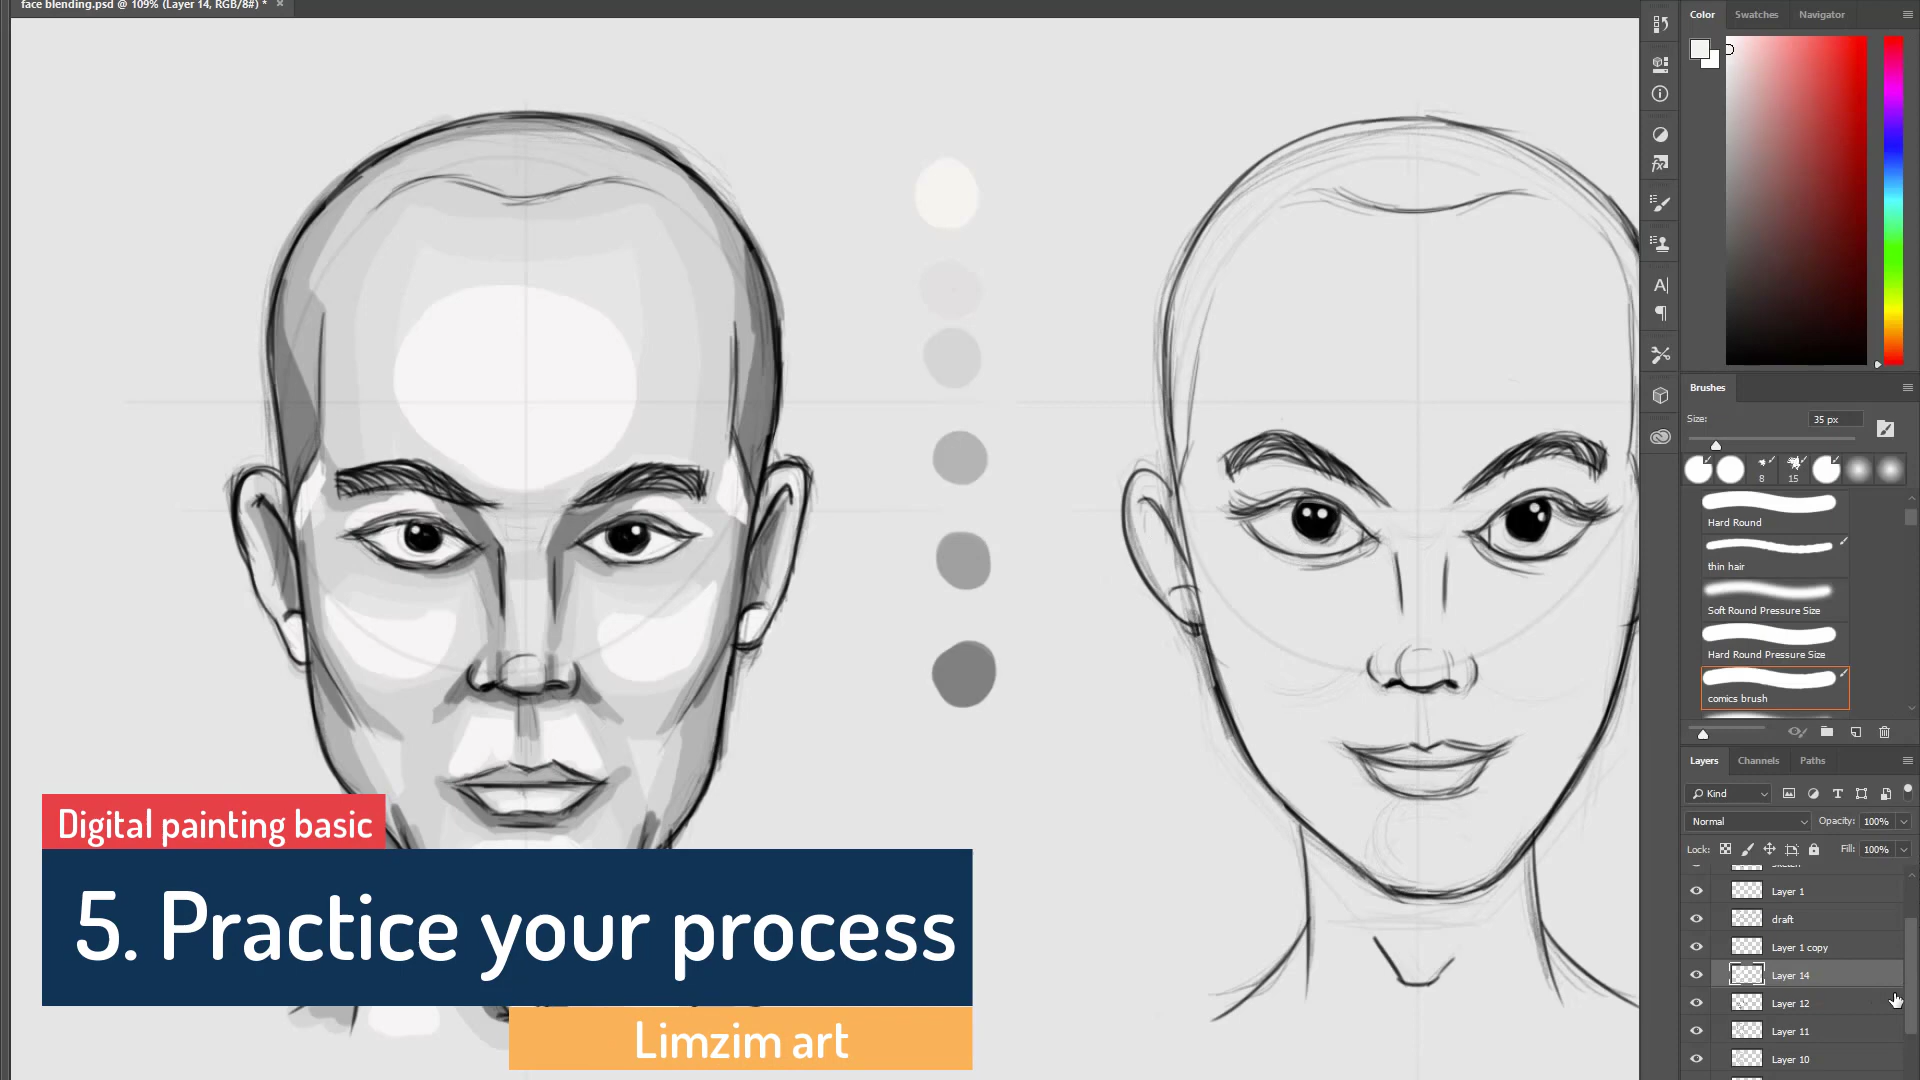 face blending.psd @ 109% (Layer 14, RGB/8#) * ×
Color Swatches Navigator
Brushes
Size: 35 px
8 15
Hard Round
thin hair
Soft Round Pressure Size
Hard Round Pressure Size
comics brush
Layers Channels Paths
Kind
Normal Opacity: 100%
Lock: Fill: 100%
Layer 1
draft
Layer 1 copy
Layer 14
Layer 12
Layer 11
Layer 10
Digital painting basic
5. Practice your process
Limzim art